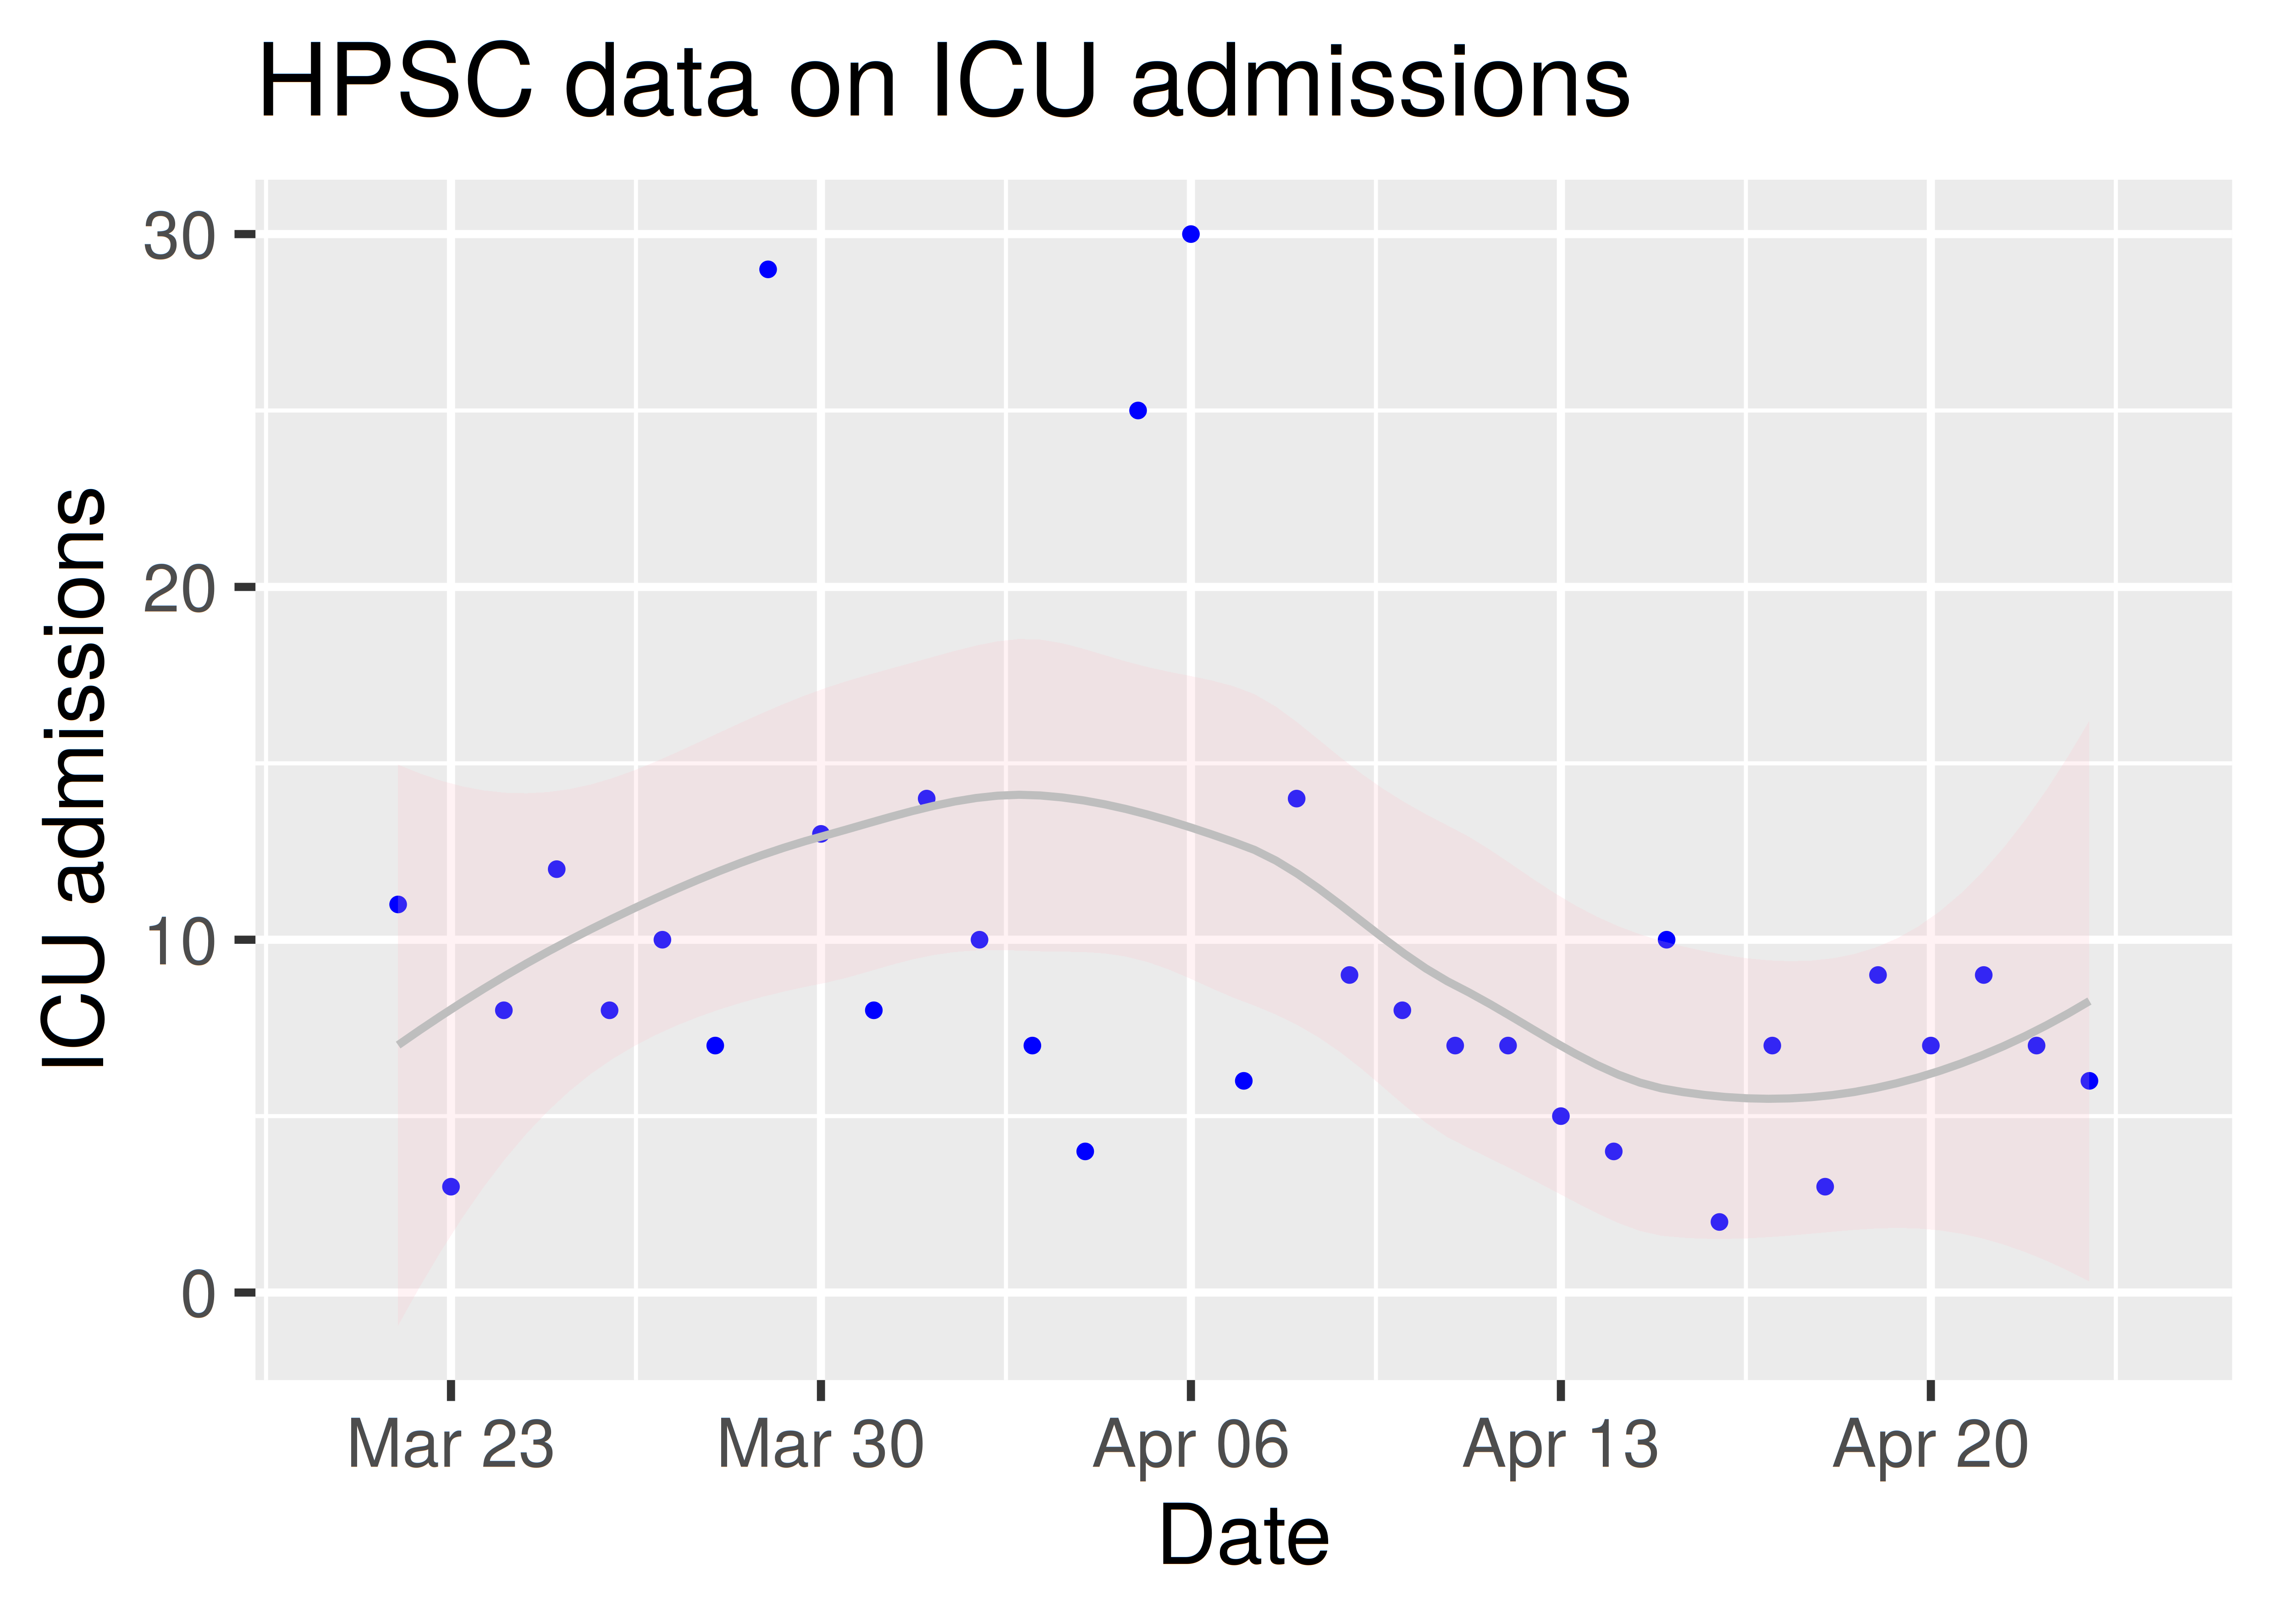 HPSC data on ICU admissions
ICU admissions
30
20
10
0
Mar 23 Mar 30 Apr 06 Apr 13 Apr 20
Date